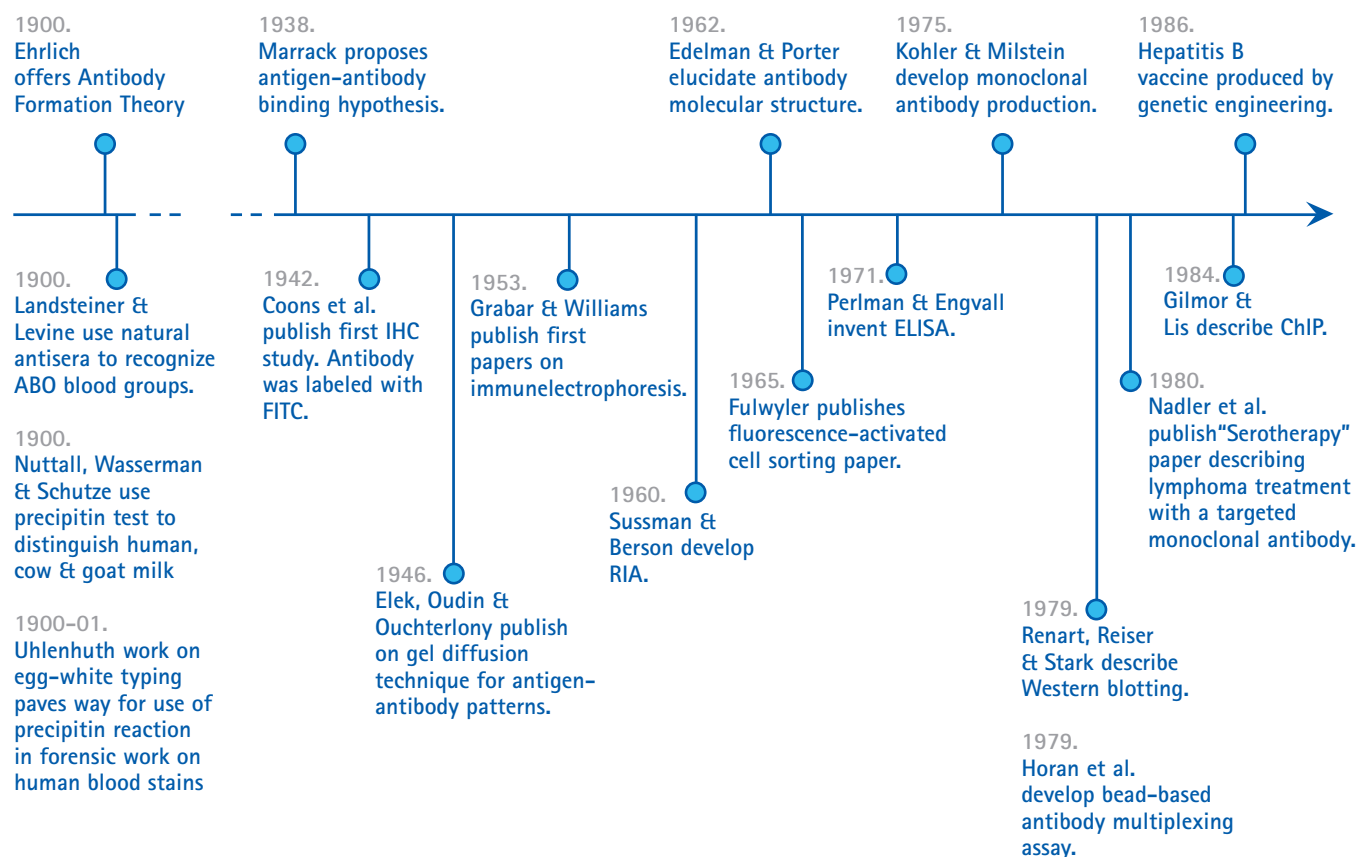 1900.
Ehrlich
offers Antibody
Formation Theory
1938.
Marrack proposes
antigen-antibody
binding hypothesis.
1962.
Edelman & Porter
elucidate antibody
molecular structure.
1975.
Kohler & Milstein
develop monoclonal
antibody production.
1986.
Hepatitis B
vaccine produced by
genetic engineering.
1900.
Landsteiner &
Levine use natural
antisera to recognize
ABO blood groups.
1900.
Nuttall, Wasserman
& Schutze use
precipitin test to
distinguish human,
cow & goat milk
1900-01.
Uhlenhuth work on
egg-white typing
paves way for use of
precipitin reaction
in forensic work on
human blood stains
1942.
Coons et al.
publish first IHC
study. Antibody
was labeled with
FITC.
1946.
Elek, Oudin &
Ouchterlony publish
on gel diffusion
technique for antigen-
antibody patterns.
1953.
Grabar & Williams
publish first
papers on
immunelectrophoresis.
1960.
Sussman &
Berson develop
RIA.
1965.
Fulwyler publishes
fluorescence-activated
cell sorting paper.
1971.
Perlman & Engvall
invent ELISA.
1979.
Renart, Reiser
& Stark describe
Western blotting.
1979.
Horan et al.
develop bead-based
antibody multiplexing
assay.
1980.
Nadler et al.
publish"Serotherapy"
paper describing
lymphoma treatment
with a targeted
monoclonal antibody.
1984.
Gilmor &
Lis describe ChIP.